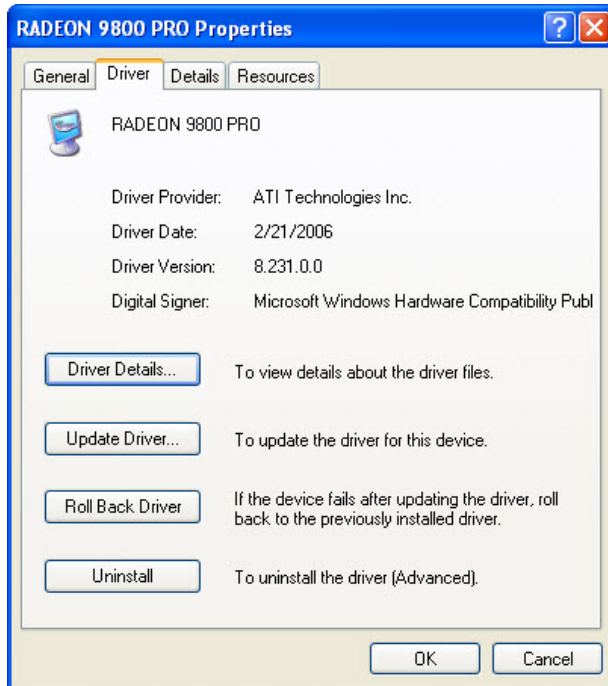 RADEON 9800 PRO Properties
General Driver Details Resources
RADEON 9800 PRO
Driver Provider: ATI Technologies Inc.
Driver Date: 2/21/2006
Driver Version: 8.231.0.0
Digital Signer: Microsoft Windows Hardware Compatibility Publ
Driver Details... To view details about the driver files.
Update Driver... To update the driver for this device.
Roll Back Driver If the device fails after updating the driver, roll
back to the previously installed driver.
Uninstall To uninstall the driver (Advanced).
OK Cancel